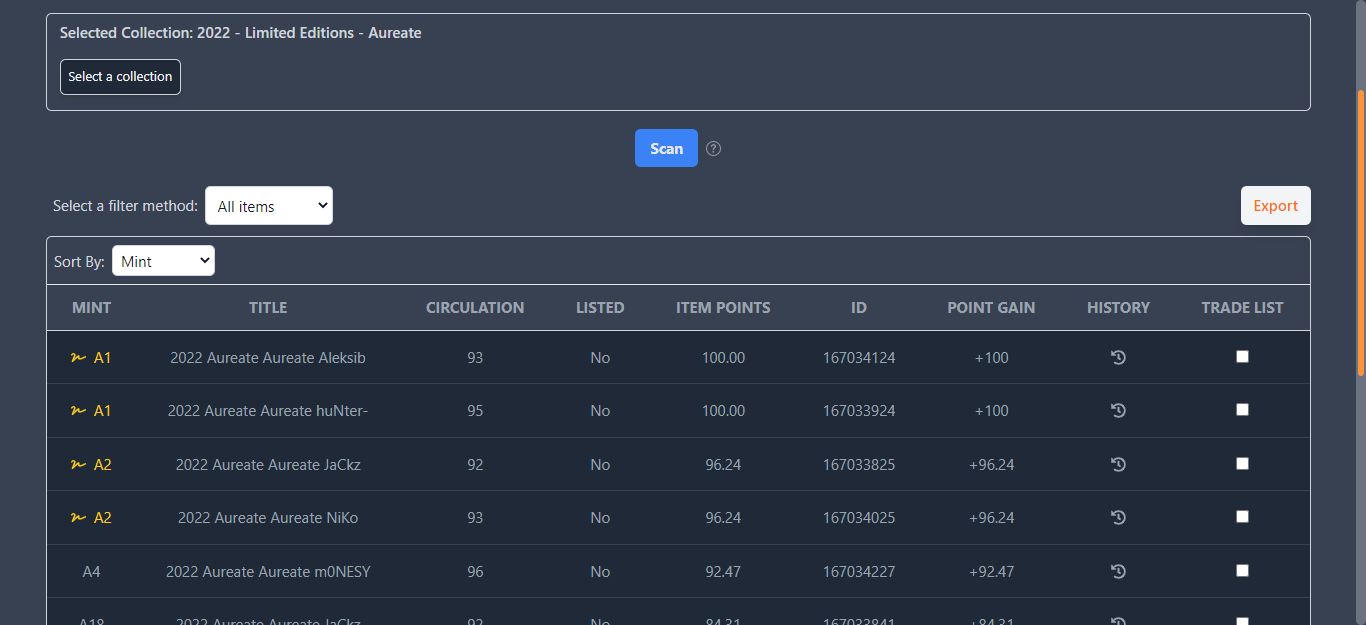 Selected Collection: 2022 - Limited Editions - Aureate
Select a collection
Scan ?
Select a filter method: All items Export
Sort By: Mint
MINT TITLE CIRCULATION LISTED ITEM POINTS ID POINT GAIN HISTORY TRADE LIST
A1 2022 Aureate Aureate Aleksib 93 No 100.00 167034124 +100
A1 2022 Aureate Aureate huNter- 95 No 100.00 167033924 +100
A2 2022 Aureate Aureate JaCkz 92 No 96.24 167033825 +96.24
A2 2022 Aureate Aureate NiKo 93 No 96.24 167034025 +96.24
A4 2022 Aureate Aureate m0NESY 96 No 92.47 167034227 +92.47
A18 2022 Aureate Aureate JaCkz 92 No 84.31 167033841 +84.31